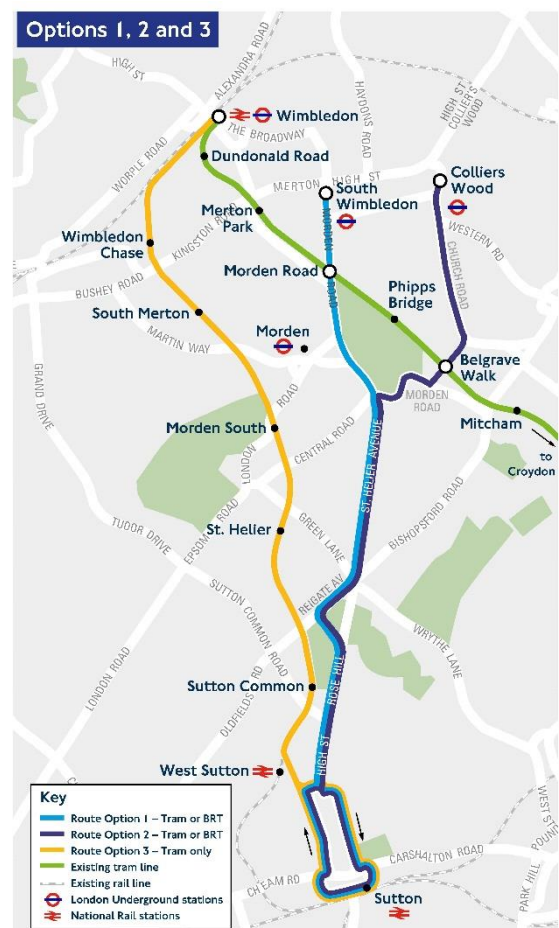 Options 1, 2 and 3
HIGH ST
ALEXANDRA ROAD
HAYDONS ROAD
HIGH ST
COLLIER'S
WOOD
Wimbledon
THE BROADWAY
WORPLE ROAD
Dundonald Road
MERTON HIGH ST
South
Wimbledon
Colliers
Wood
Merton
Park
KINGSTON ROAD
WESTERN RD
Wimbledon
Chase
MORDEN ROAD
CHURCH ROAD
Morden Road
Phipps
Bridge
BUSHEY ROAD
South Merton
MARTIN WAY
Morden
Belgrave
Walk
GRAND DRIVE
MORDEN
ROAD
Mitcham
to
Croydon
Morden South
LONDON
ROAD
CENTRAL ROAD
ST. HELIER AVENUE
BISHOPSFORD ROAD
TUDOR DRIVE
EPSOM ROAD
St. Helier
GREEN LANE
REIGATE AV
SUTTON COMMON ROAD
WRYTHE LANE
LONDON ROAD
OLDFIELDS RD
Sutton Common
ROSE HILL
HIGH ST
West Sutton
Key
Route Option 1 – Tram or BRT
Route Option 2 – Tram or BRT
Route Option 3 – Tram only
Existing tram line
Existing rail line
London Underground stations
National Rail stations
CHEAM RD
CARSHALTON ROAD
Sutton
PARK HILL
WEST ST